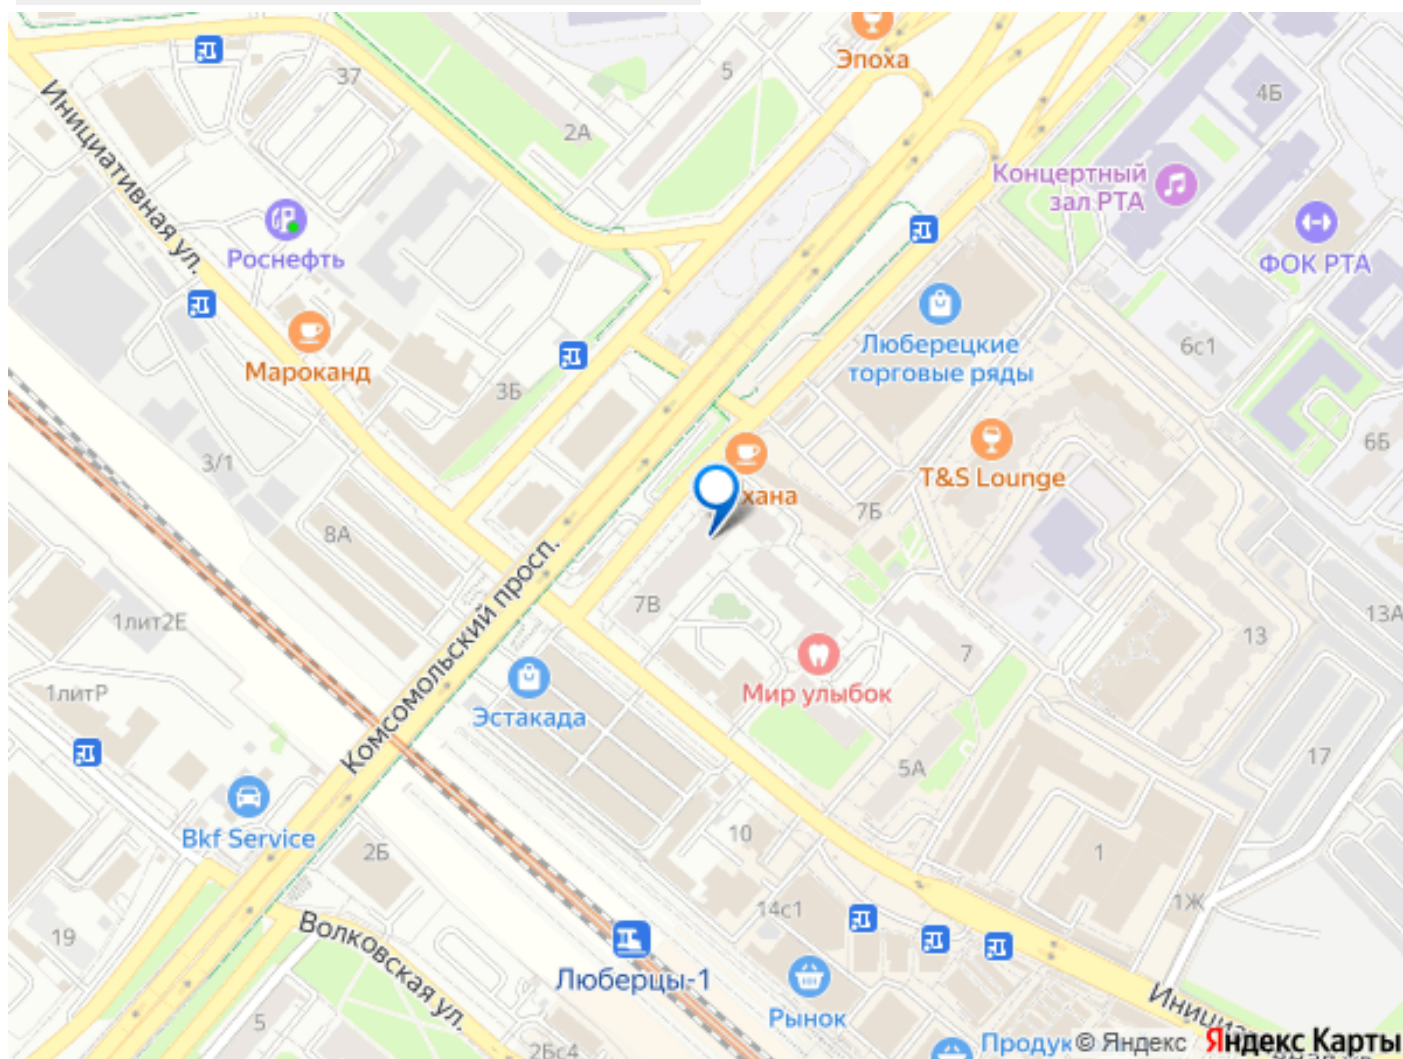 Эпоха
5
37
2А
4Б
Инициативная ул.
Концертный
зал РТА
Роснефть
ФОК РТА
Люберецкие
торговые ряды
6с1
Мароканд
3Б
6Б
3/1
T&S Lounge
хана
7Б
8А
Комсомольский просп.
7В
1лит2Е
13А
13
7
1литР
Мир улыбок
Эстакада
17
5А
Bkf Service
2Б
10
1
1Ж
14с1
19
Волковская ул.
Люберцы-1
5
Рынок
2Бс4
Продук
© Яндекс
Яндекс Карты